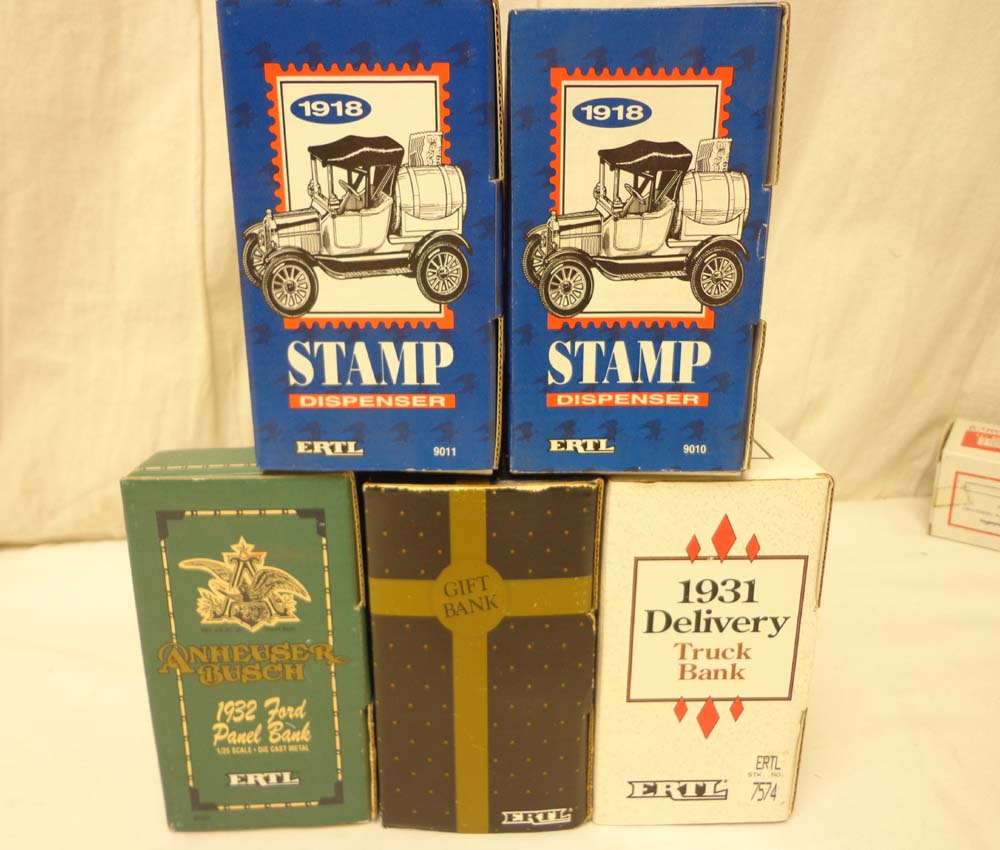 1918
STAMP
DISPENSER
ERTL
9011
1918
STAMP
DISPENSER
ERTL
9010
ANHEUSER
BUSCH
1932 Ford
Panel Bank
1/25 SCALE • DIE CAST METAL
ERTL
GIFT
BANK
ERTL
1931
Delivery
Truck
Bank
ERTL
ERTL
STK. NO.
7574